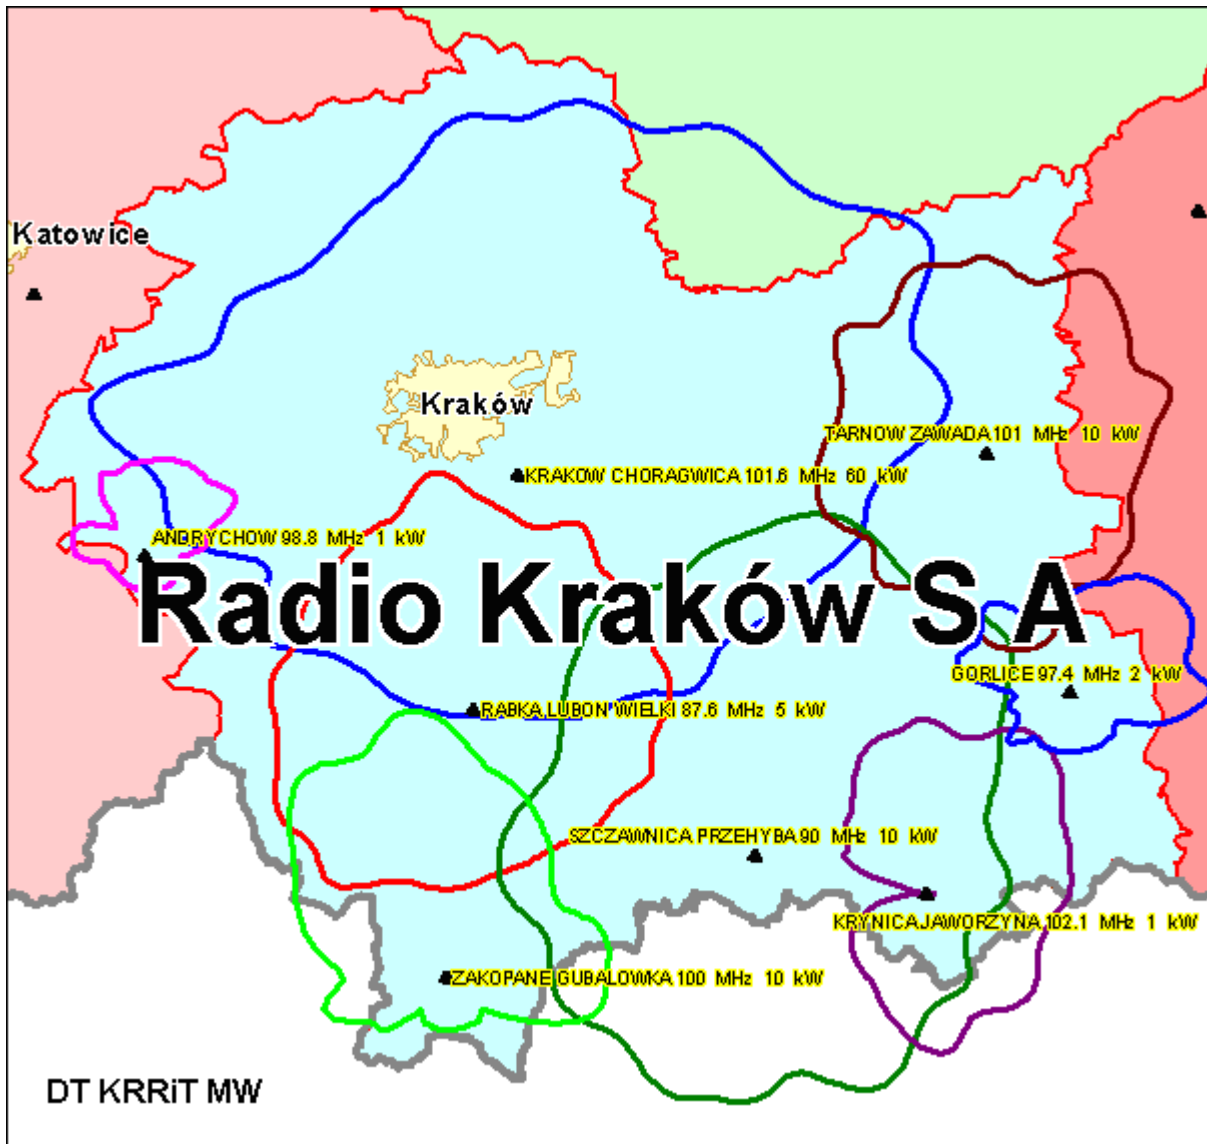 Katowice
Kraków
TARNOW ZAWADA 101 MHz 10 kW
KRAKOW CHORAGWICA 101.6 MHz 60 kW
ANDRYCHOW 98.8 MHz 1 kW
Radio Kraków S A
GORLICE 97.4 MHz 2 kW
RABKA LUBON WIELKI 87.6 MHz 5 kW
SZCZAWNICA PRZEHYBA 90 MHz 10 kW
KRYNICA JAWORZYNA 102.1 MHz 1 kW
ZAKOPANE GUBALOWKA 100 MHz 10 kW
DT KRRiT MW